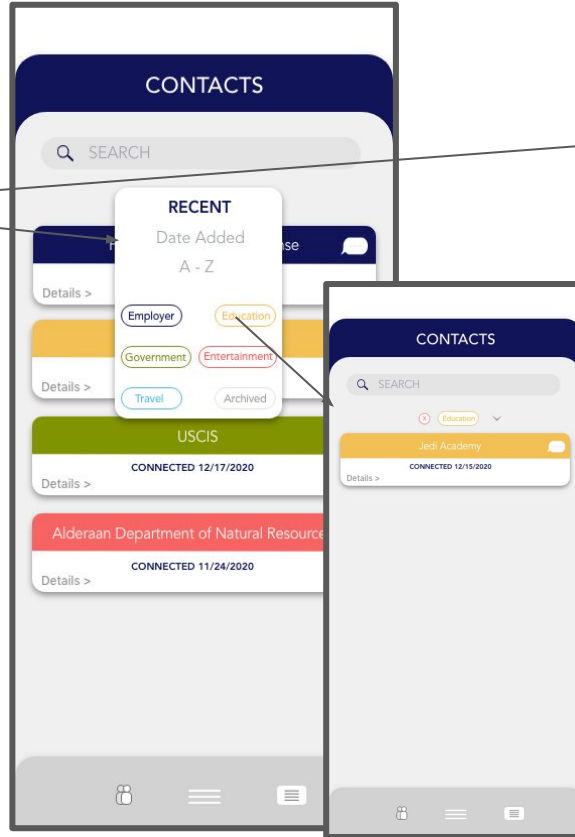 CONTACTS
SEARCH
RECENT
Date Added
A - Z
Employer
Education
Government
Entertainment
Travel
Archived
Details >
Details >
USCIS
CONNECTED 12/17/2020
Details >
Alderaan Department of Natural Resource
CONNECTED 11/24/2020
Details >
CONTACTS
SEARCH
X
Education
Jedi Academy
CONNECTED 12/15/2020
Details >